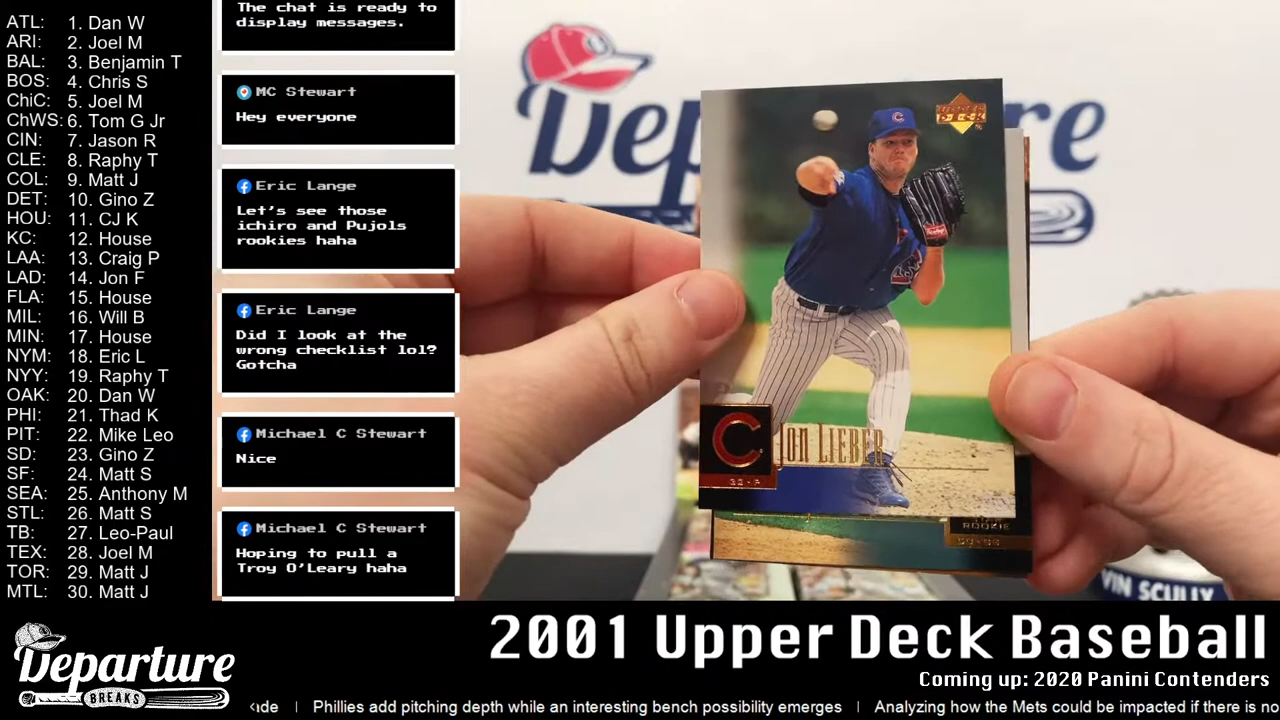 ATL: 1. Dan W
ARI: 2. Joel M
BAL: 3. Benjamin T
BOS: 4. Chris S
ChiC: 5. Joel M
ChWS: 6. Tom G Jr
CIN: 7. Jason R
CLE: 8. Raphy T
COL: 9. Matt J
DET: 10. Gino Z
HOU: 11. CJ K
KC: 12. House
LAA: 13. Craig P
LAD: 14. Jon F
FLA: 15. House
MIL: 16. Will B
MIN: 17. House
NYM: 18. Eric L
NYY: 19. Raphy T
OAK: 20. Dan W
PHI: 21. Thad K
PIT: 22. Mike Leo
SD: 23. Gino Z
SF: 24. Matt S
SEA: 25. Anthony M
STL: 26. Matt S
TB: 27. Leo-Paul
TEX: 28. Joel M
TOR: 29. Matt J
MTL: 30. Matt J
The chat is ready to
display messages.
MC Stewart
Hey everyone
Eric Lange
Let's see those
ichiro and Pujols
rookies haha
Eric Lange
Did I look at the
wrong checklist lol?
Gotcha
Michael C Stewart
Nice
Michael C Stewart
Hoping to pull a
Troy O'Leary haha
Dep
arture
C
C
JON LIEBER
32-P
ROOKIE
VIN SCULLY
Departure
BREAKS
2001 Upper Deck Baseball
Coming up: 2020 Panini Contenders
Phillies add pitching depth while an interesting bench possibility emerges | Analyzing how the Mets could be impacted if there is no